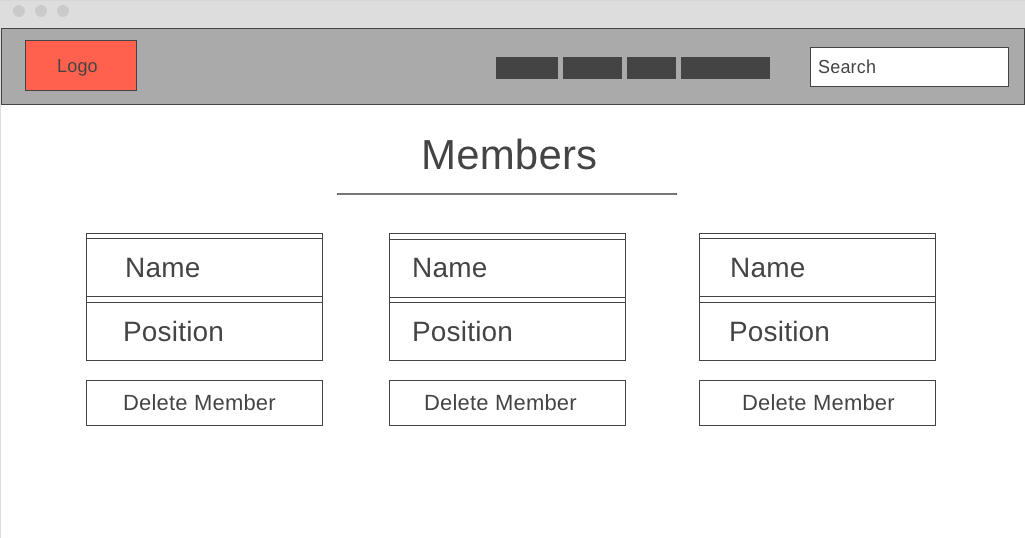 Logo
Search
Members
Name
Name
Name
Position
Position
Position
Delete Member
Delete Member
Delete Member